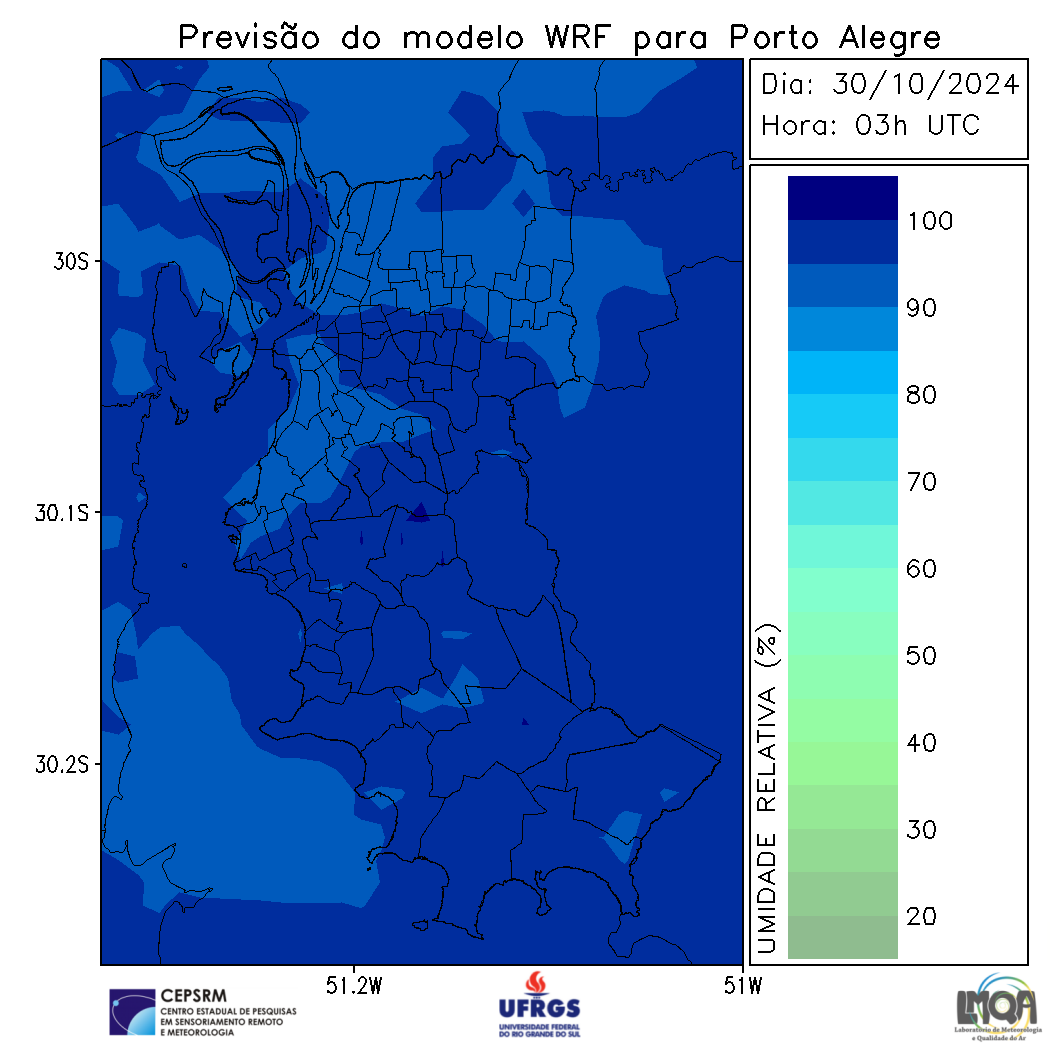 Previsão do modelo WRF para Porto Alegre
Dia: 30/10/2024
Hora: 03h UTC
30S
30.1S
30.2S
51.2W
51W
UMIDADE RELATIVA (%)
100
90
80
70
60
50
40
30
20
CEPSRM
CENTRO ESTADUAL DE PESQUISAS
EM SENSORIAMENTO REMOTO
E METEOROLOGIA
UFRGS
UNIVERSIDADE FEDERAL
DO RIO GRANDE DO SUL
LMQA
Laboratório de Meteorologia
e Qualidade do Ar